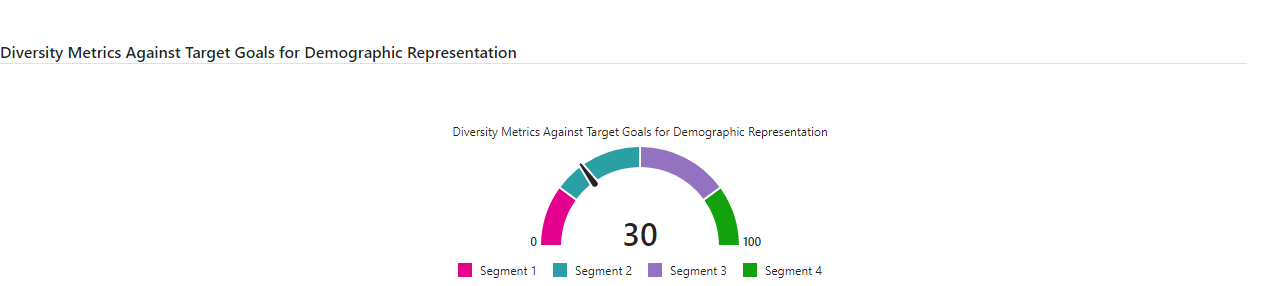 Diversity Metrics Against Target Goals for Demographic Representation
Diversity Metrics Against Target Goals for Demographic Representation
30
0
100
Segment 1
Segment 2
Segment 3
Segment 4